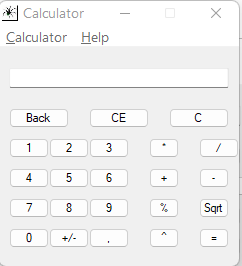 Calculator
Calculator Help
Back CE C
1 2 3 * /
4 5 6 + -
7 8 9 % Sqrt
0 +/- , ^ =